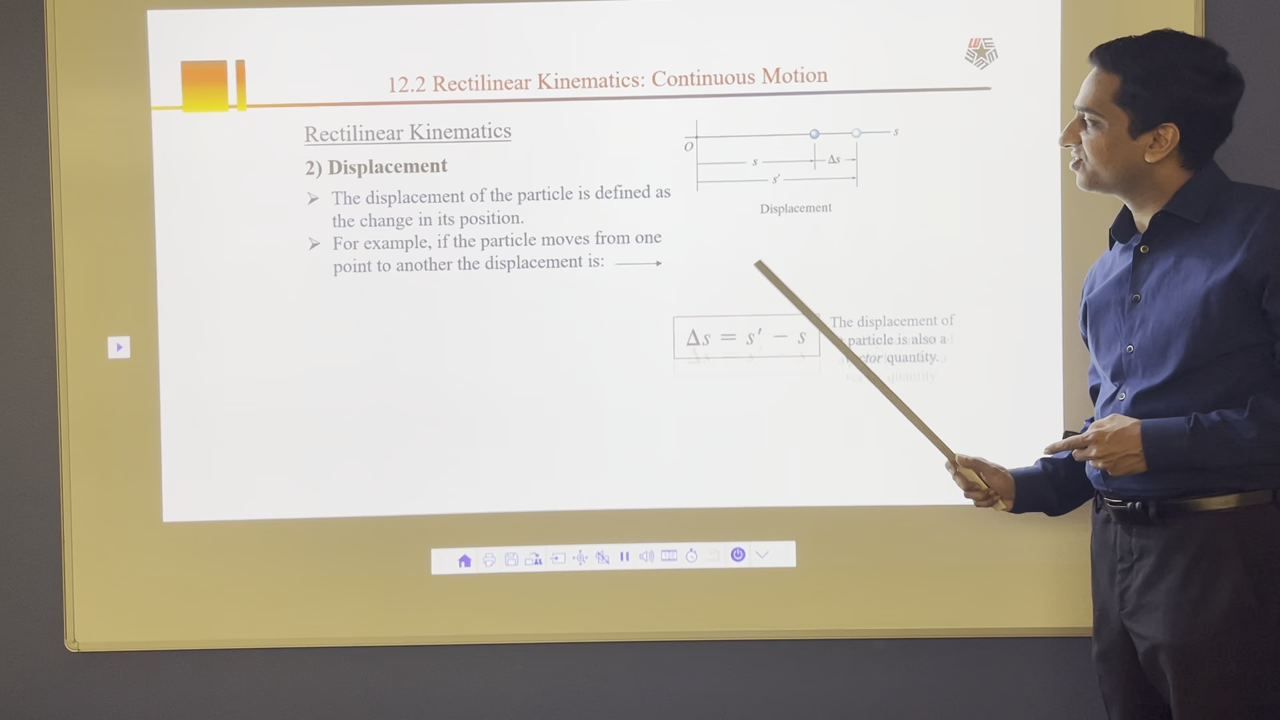 12.2 Rectilinear Kinematics: Continuous Motion
Rectilinear Kinematics
2) Displacement
➢ The displacement of the particle is defined as
the change in its position.
➢ For example, if the particle moves from one
point to another the displacement is:
O
s
s
Δs
s′
Displacement
Δs = s′ − s
The displacement of
particle is also a
quantity.